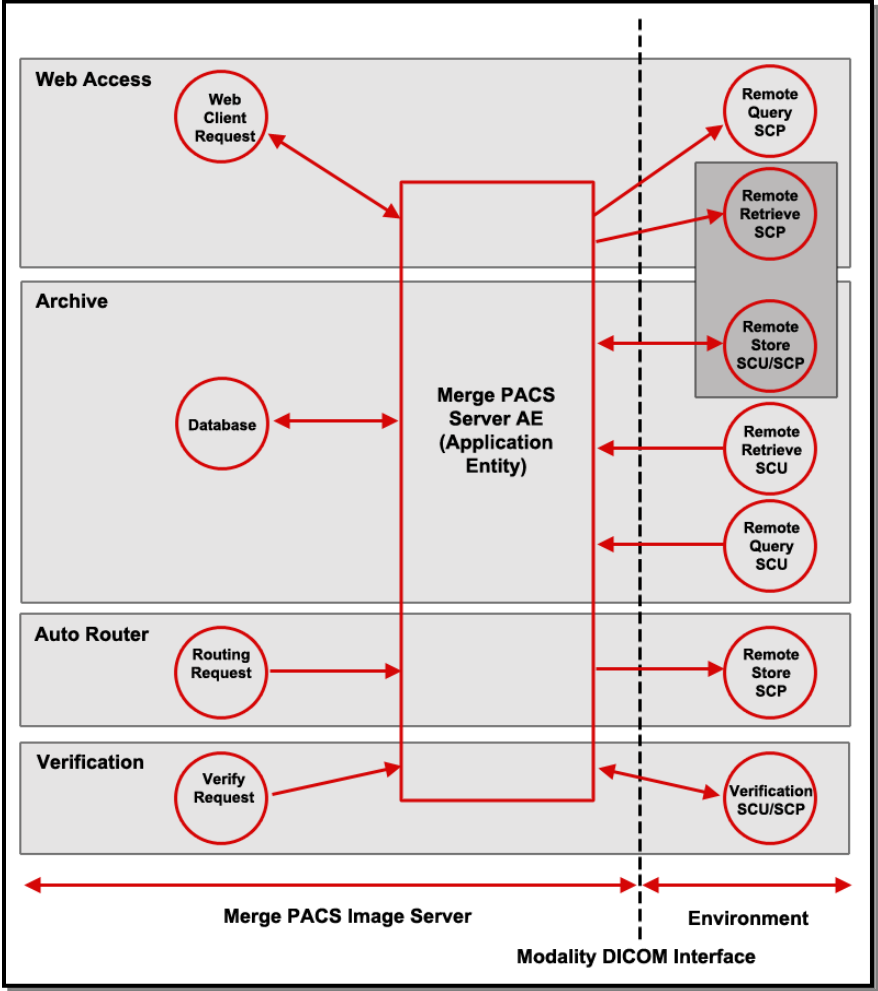 Web Access
Web
Client
Request
Remote
Query
SCP
Remote
Retrieve
SCP
Archive
Remote
Store
SCU/SCP
Merge PACS
Server AE
(Application
Entity)
Database
Remote
Retrieve
SCU
Remote
Query
SCU
Auto Router
Routing
Request
Remote
Store
SCP
Verification
Verify
Request
Verification
SCU/SCP
Merge PACS Image Server
Environment
Modality DICOM Interface